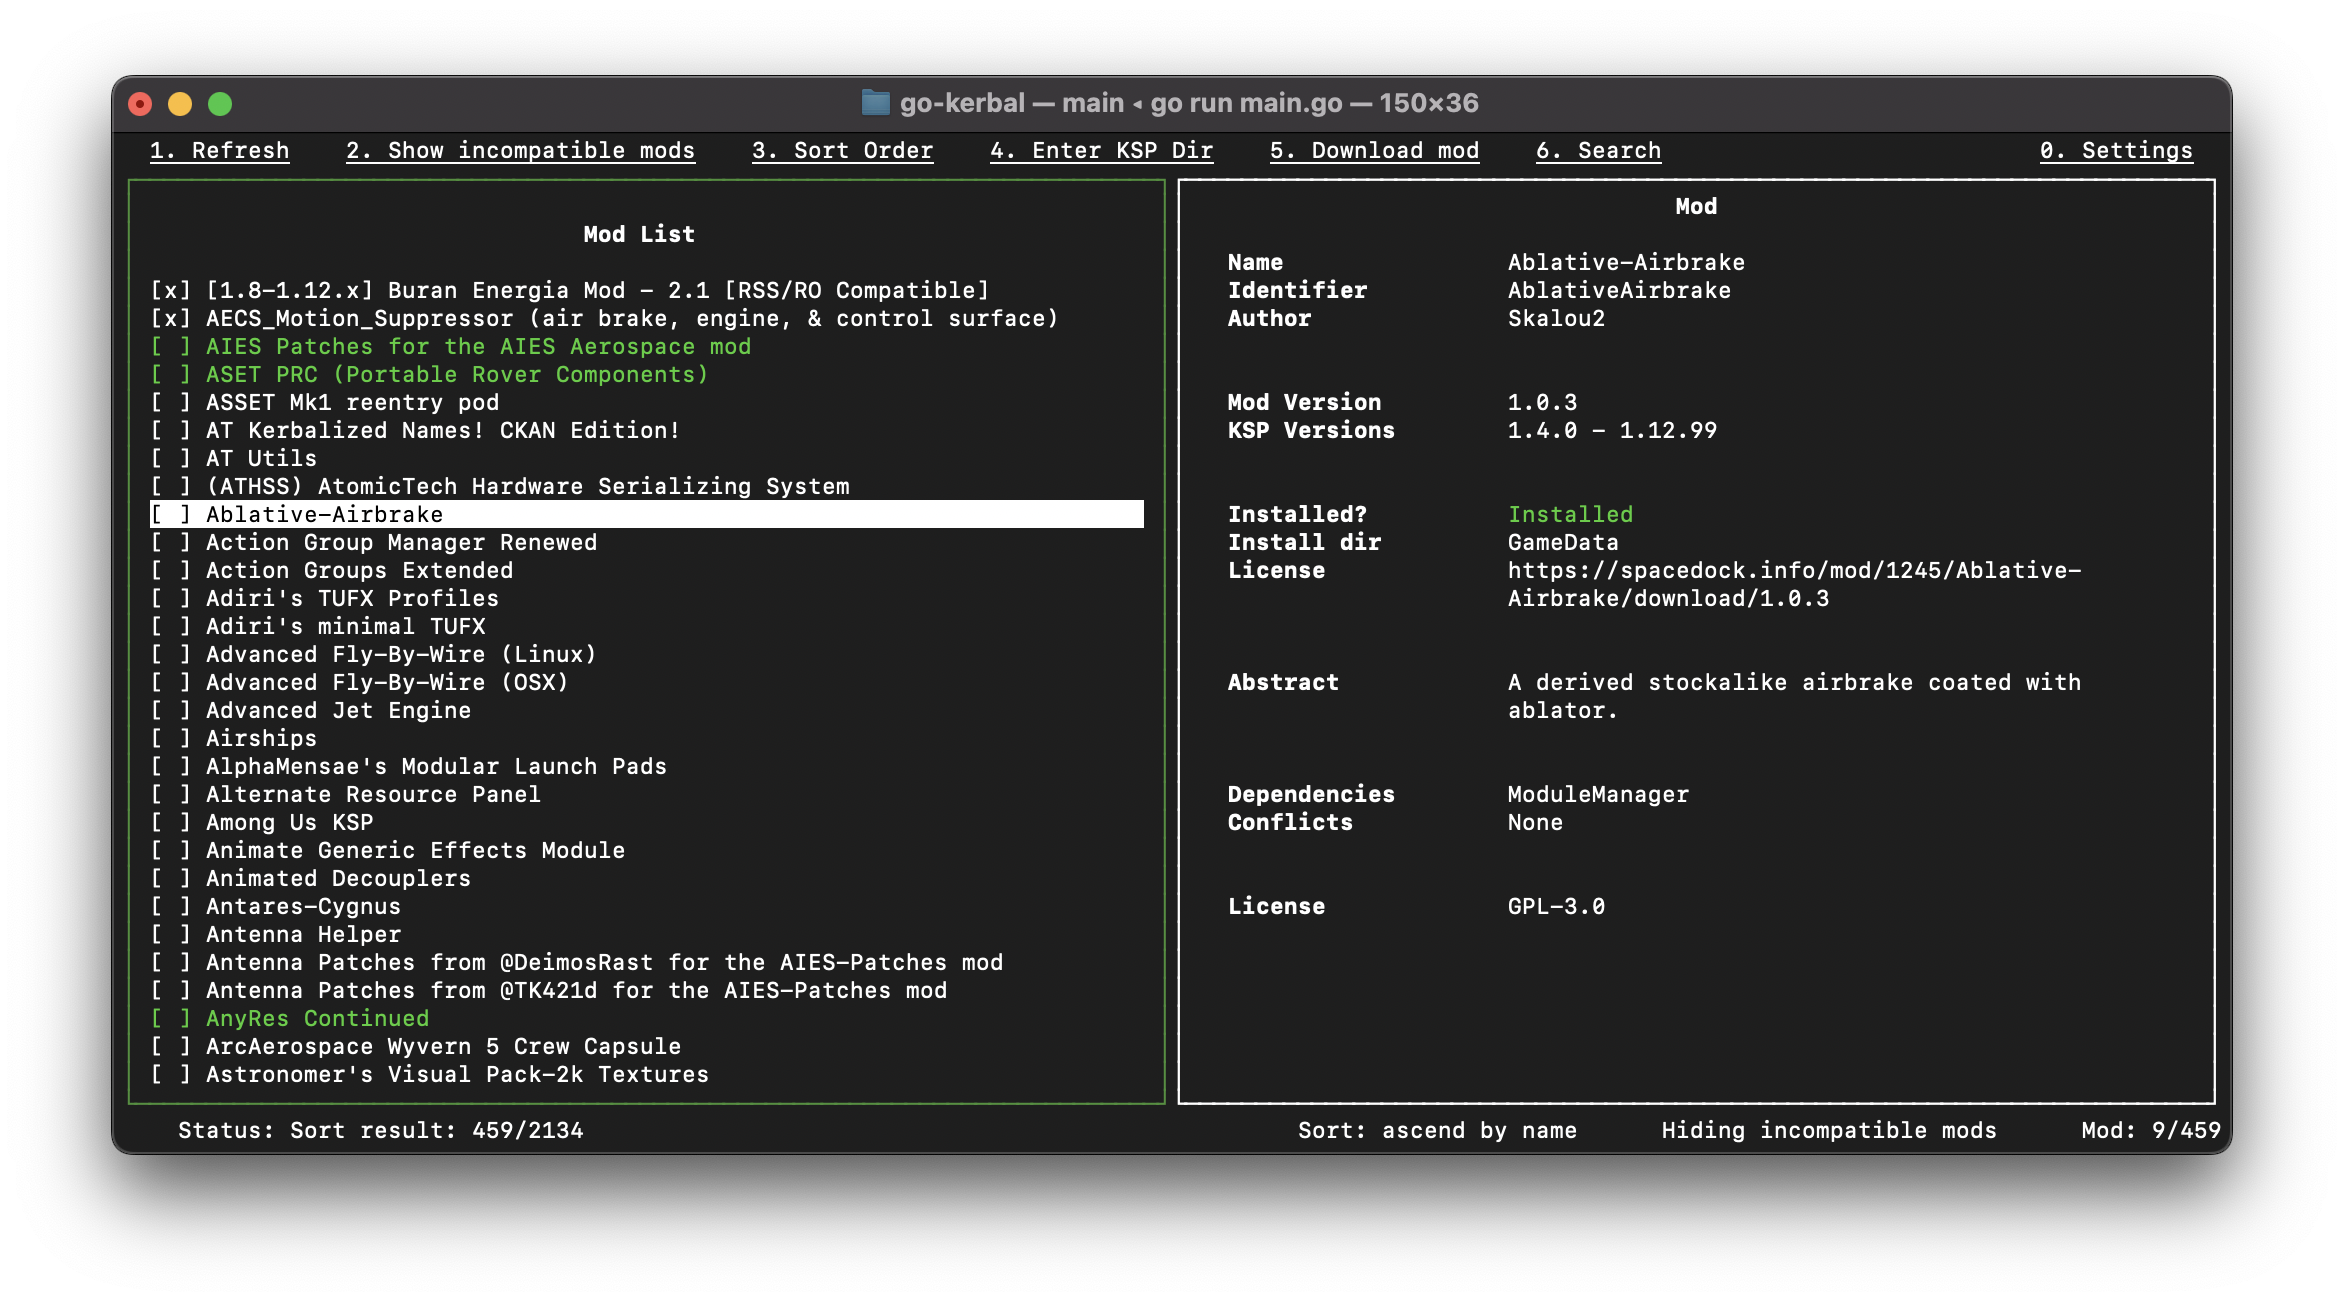 go-kerbal — main ◂ go run main.go — 150×36
1. Refresh 2. Show incompatible mods 3. Sort Order 4. Enter KSP Dir 5. Download mod 6. Search 0. Settings
Mod List
[x] [1.8-1.12.x] Buran Energia Mod - 2.1 [RSS/RO Compatible]
[x] AECS_Motion_Suppressor (air brake, engine, & control surface)
[ ] AIES Patches for the AIES Aerospace mod
[ ] ASET PRC (Portable Rover Components)
[ ] ASSET Mk1 reentry pod
[ ] AT Kerbalized Names! CKAN Edition!
[ ] AT Utils
[ ] (ATHSS) AtomicTech Hardware Serializing System
[ ] Ablative-Airbrake
[ ] Action Group Manager Renewed
[ ] Action Groups Extended
[ ] Adiri's TUFX Profiles
[ ] Adiri's minimal TUFX
[ ] Advanced Fly-By-Wire (Linux)
[ ] Advanced Fly-By-Wire (OSX)
[ ] Advanced Jet Engine
[ ] Airships
[ ] AlphaMensae's Modular Launch Pads
[ ] Alternate Resource Panel
[ ] Among Us KSP
[ ] Animate Generic Effects Module
[ ] Animated Decouplers
[ ] Antares-Cygnus
[ ] Antenna Helper
[ ] Antenna Patches from @DeimosRast for the AIES-Patches mod
[ ] Antenna Patches from @TK421d for the AIES-Patches mod
[ ] AnyRes Continued
[ ] ArcAerospace Wyvern 5 Crew Capsule
[ ] Astronomer's Visual Pack-2k Textures
Mod
Name Ablative-Airbrake
Identifier AblativeAirbrake
Author Skalou2
Mod Version 1.0.3
KSP Versions 1.4.0 - 1.12.99
Installed? Installed
Install dir GameData
License https://spacedock.info/mod/1245/Ablative-
Airbrake/download/1.0.3
Abstract A derived stockalike airbrake coated with
ablator.
Dependencies ModuleManager
Conflicts None
License GPL-3.0
Status: Sort result: 459/2134 Sort: ascend by name Hiding incompatible mods Mod: 9/459